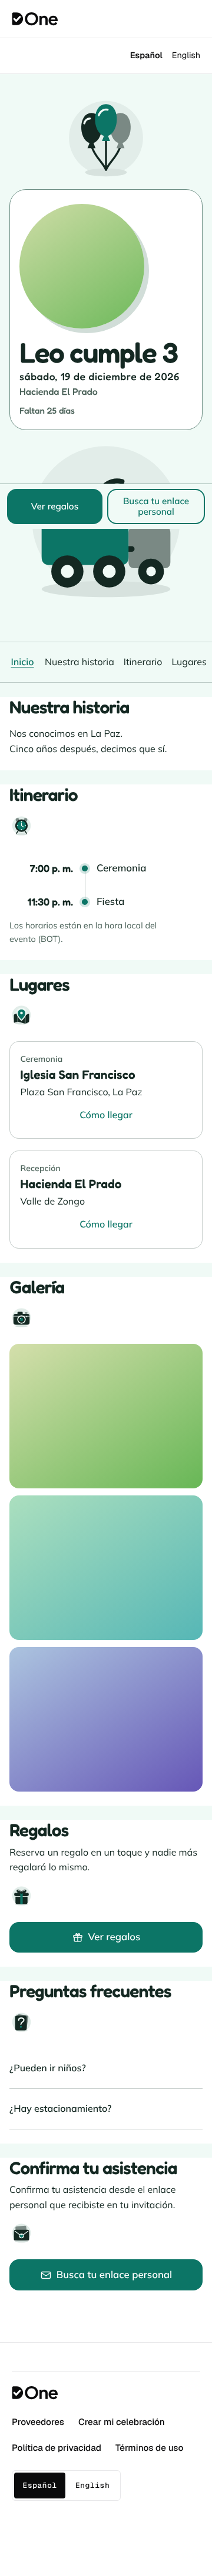 One
Español English
Leo cumple 3
sábado, 19 de diciembre de 2026
Hacienda El Prado
Faltan 25 días
Ver regalos
Busca tu enlace
personal
Inicio Nuestra historia Itinerario Lugares
Nuestra historia
Nos conocimos en La Paz.
Cinco años después, decimos que sí.
Itinerario
7:00 p. m. Ceremonia
11:30 p. m. Fiesta
Los horarios están en la hora local del
evento (BOT).
Lugares
Ceremonia
Iglesia San Francisco
Plaza San Francisco, La Paz
Cómo llegar
Recepción
Hacienda El Prado
Valle de Zongo
Cómo llegar
Galería
Regalos
Reserva un regalo en un toque y nadie más
regalará lo mismo.
Ver regalos
Preguntas frecuentes
¿Pueden ir niños?
¿Hay estacionamiento?
Confirma tu asistencia
Confirma tu asistencia desde el enlace
personal que recibiste en tu invitación.
Busca tu enlace personal
One
Proveedores Crear mi celebración
Política de privacidad Términos de uso
Español English